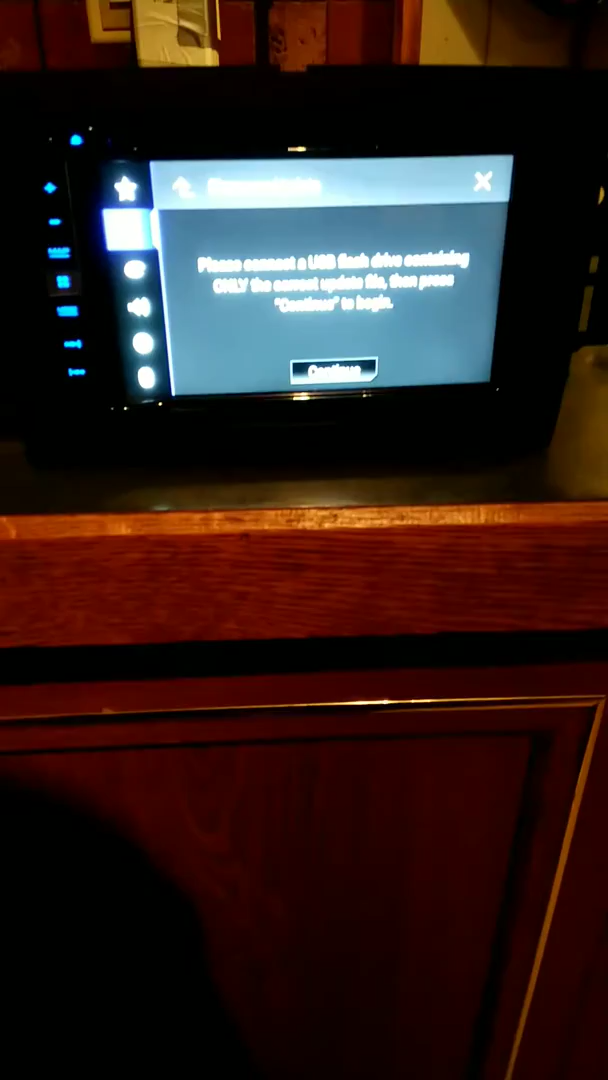 Please connect a USB flash drive containing
ONLY the correct update file, then press
"Continue" to begin.
Continue